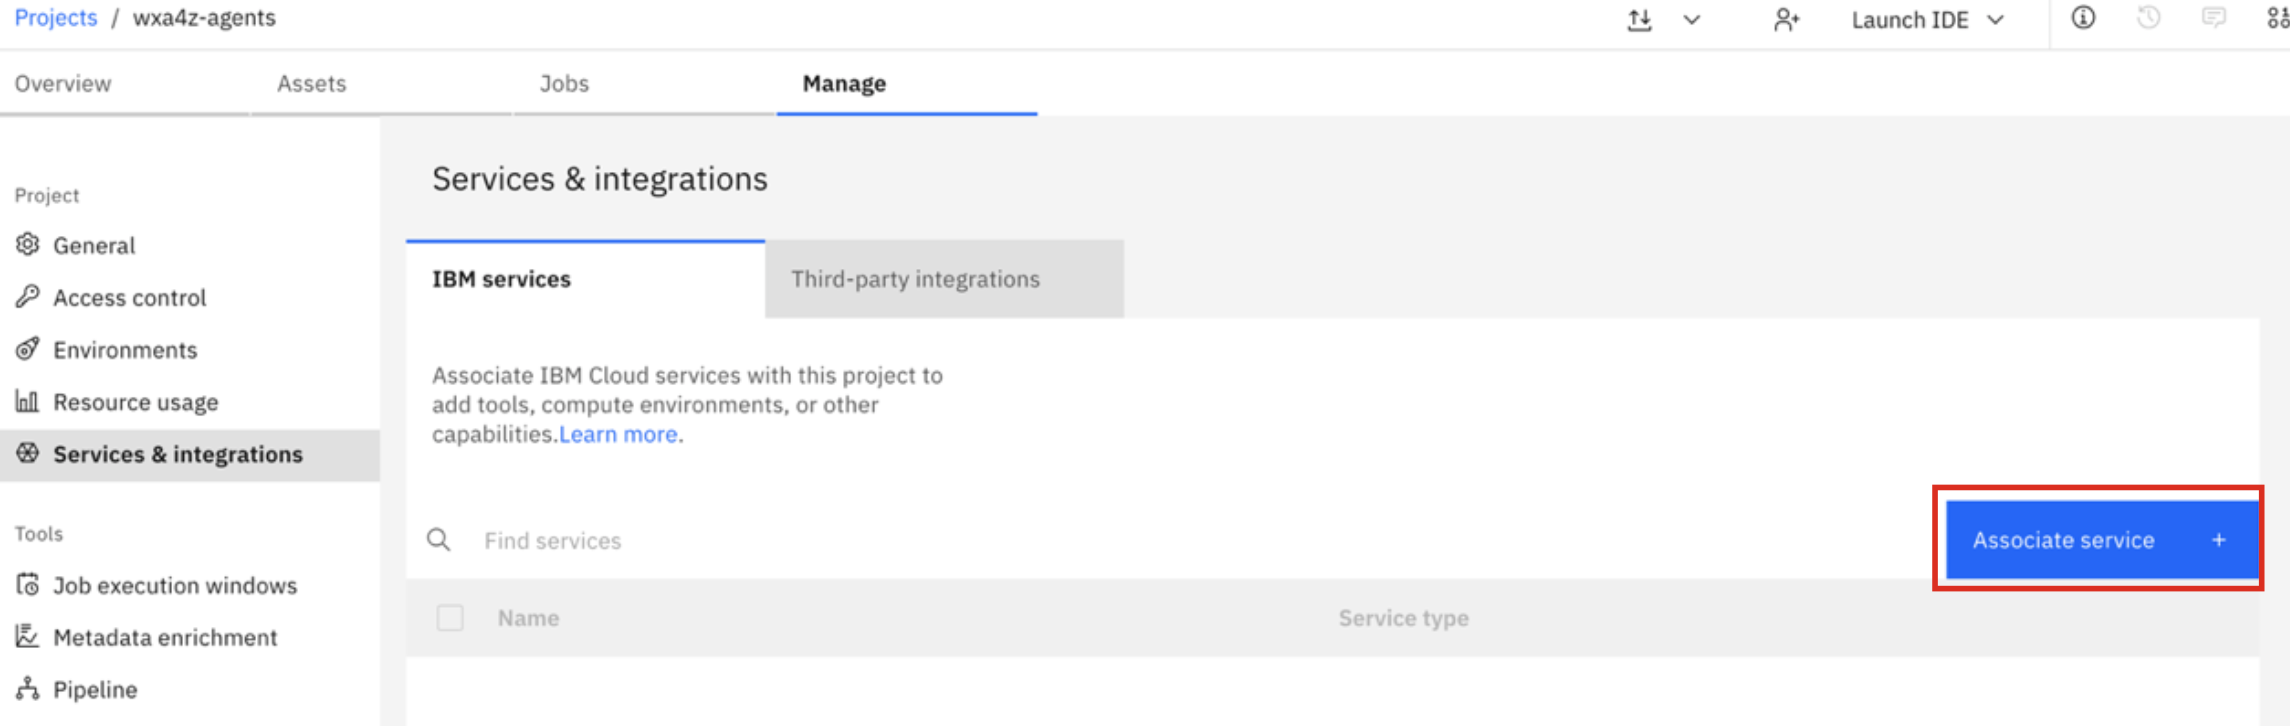 Projects / wxa4z-agents
Launch IDE
Overview
Assets
Jobs
Manage
Project
General
Access control
Environments
Resource usage
Services & integrations
Tools
Job execution windows
Metadata enrichment
Pipeline
Services & integrations
IBM services
Third-party integrations
Associate IBM Cloud services with this project to
add tools, compute environments, or other
capabilities.Learn more.
Find services
Associate service +
Name
Service type